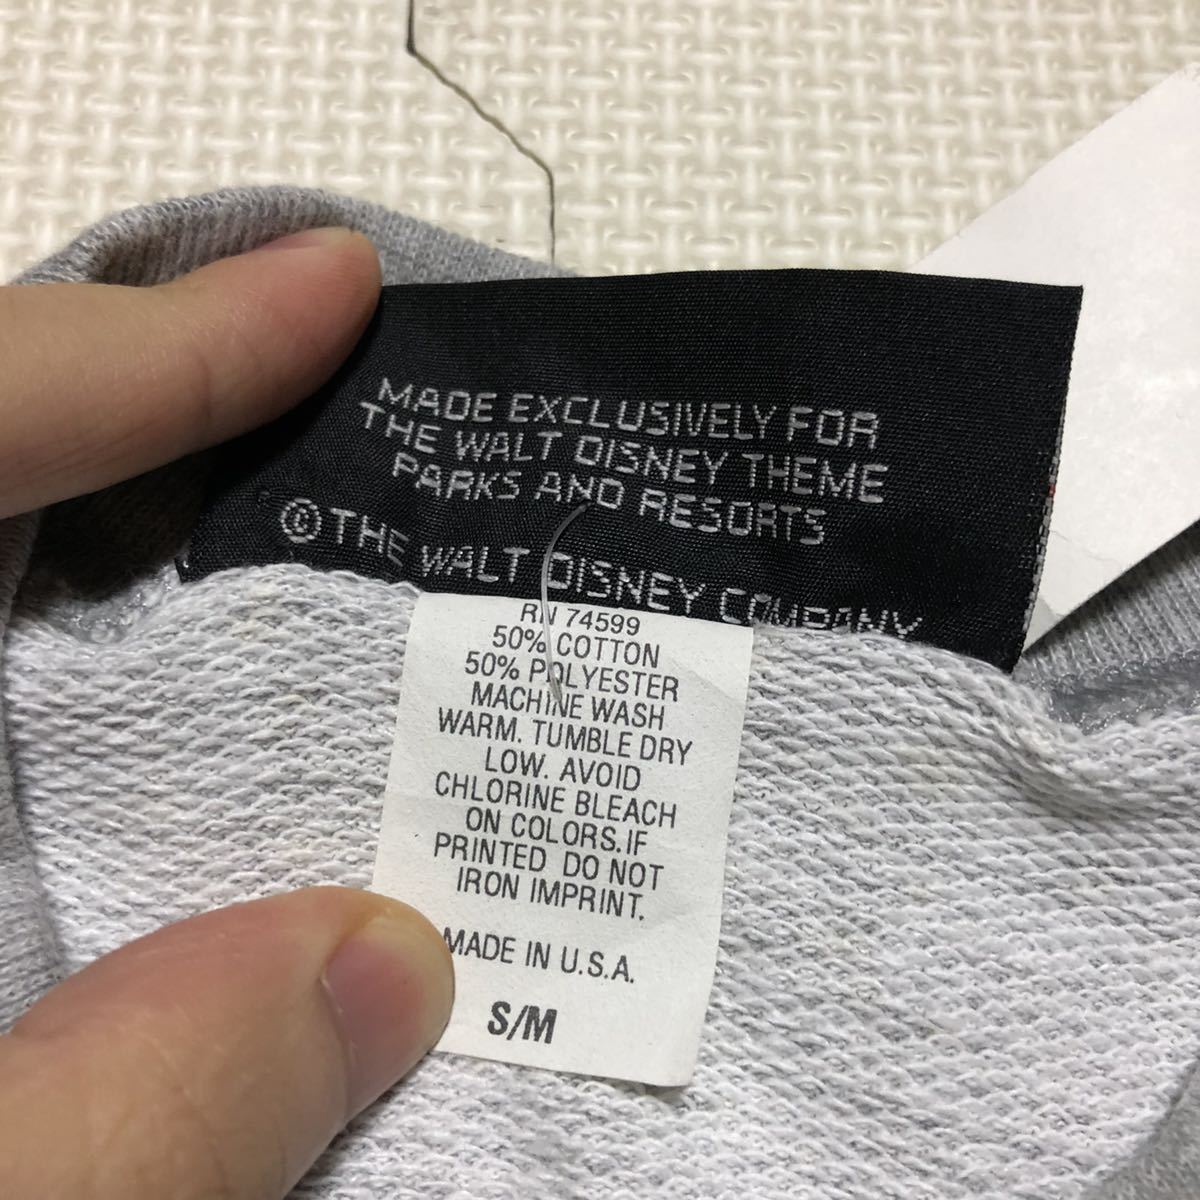 MADE EXCLUSIVELY FOR
THE WALT DISNEY THEME
PARKS AND RESORTS
© THE WALT DISNEY COMPANY
RN 74599
50% COTTON
50% POLYESTER
MACHINE WASH
WARM. TUMBLE DRY
LOW. AVOID
CHLORINE BLEACH
ON COLORS.IF
PRINTED DO NOT
IRON IMPRINT.
MADE IN U.S.A.
S/M